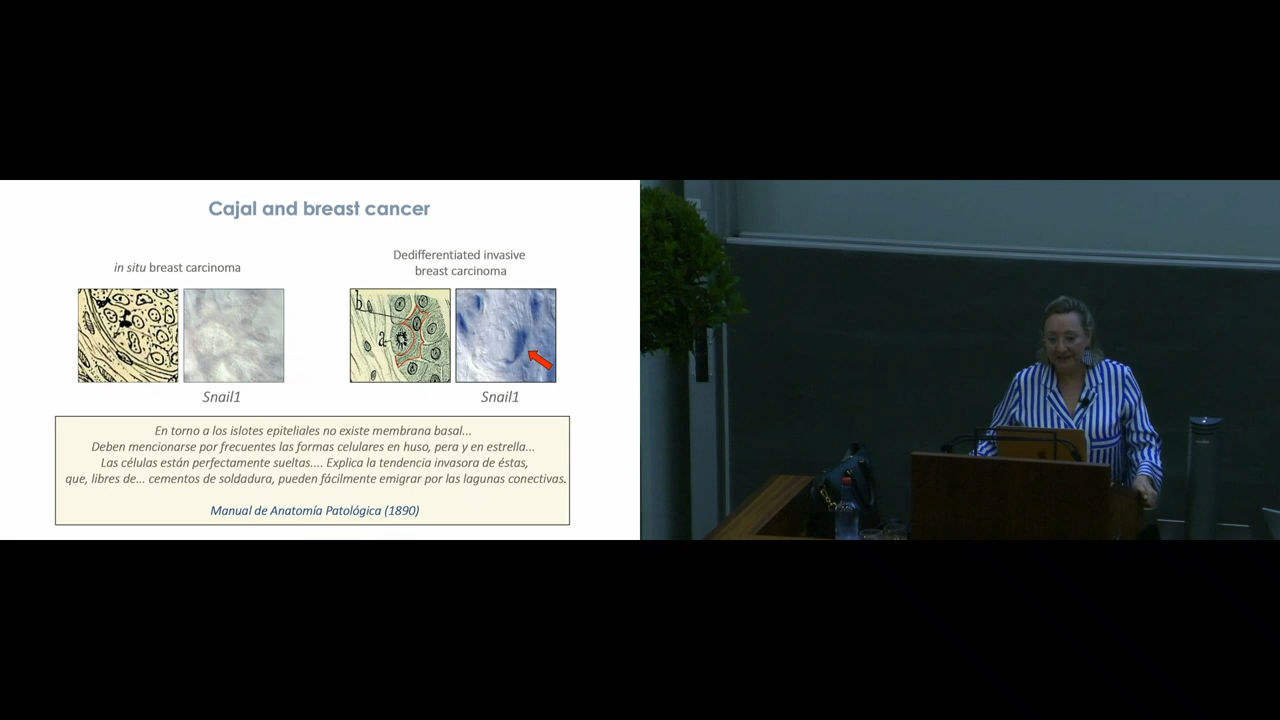 Cajal and breast cancer
in situ breast carcinoma
Dedifferentiated invasive
breast carcinoma
b
a
Snail1
Snail1
En torno a los islotes epiteliales no existe membrana basal...
Deben mencionarse por frecuentes las formas celulares en huso, pera y en estrella...
Las células están perfectamente sueltas.... Explica la tendencia invasora de éstas,
que, libres de... cementos de soldadura, pueden fácilmente emigrar por las lagunas conectivas.
Manual de Anatomía Patológica (1890)